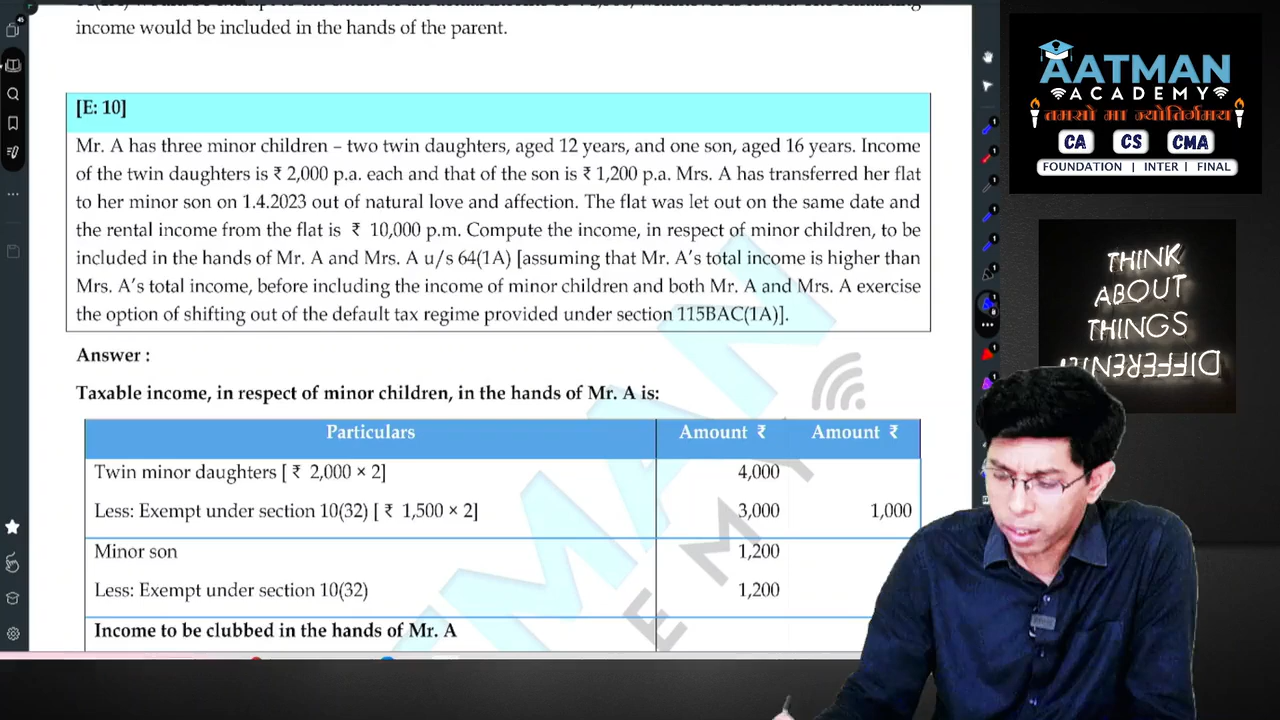 income would be included in the hands of the parent.
[E: 10]
Mr. A has three minor children – two twin daughters, aged 12 years, and one son, aged 16 years. Income
of the twin daughters is ₹ 2,000 p.a. each and that of the son is ₹ 1,200 p.a. Mrs. A has transferred her flat
to her minor son on 1.4.2023 out of natural love and affection. The flat was let out on the same date and
the rental income from the flat is ₹ 10,000 p.m. Compute the income, in respect of minor children, to be
included in the hands of Mr. A and Mrs. A u/s 64(1A) [assuming that Mr. A’s total income is higher than
Mrs. A’s total income, before including the income of minor children and both Mr. A and Mrs. A exercise
the option of shifting out of the default tax regime provided under section 115BAC(1A)].
Answer :
Taxable income, in respect of minor children, in the hands of Mr. A is:
Particulars Amount ₹ Amount ₹
Twin minor daughters [ ₹ 2,000 × 2] 4,000
Less: Exempt under section 10(32) [ ₹ 1,500 × 2] 3,000 1,000
Minor son 1,200
Less: Exempt under section 10(32) 1,200
Income to be clubbed in the hands of Mr. A
AATMAN
ACADEMY
तमसो मा ज्योतिर्गमय
CA CS CMA
FOUNDATION | INTER | FINAL
THINK
ABOUT
THINGS
DIFFERENTLY